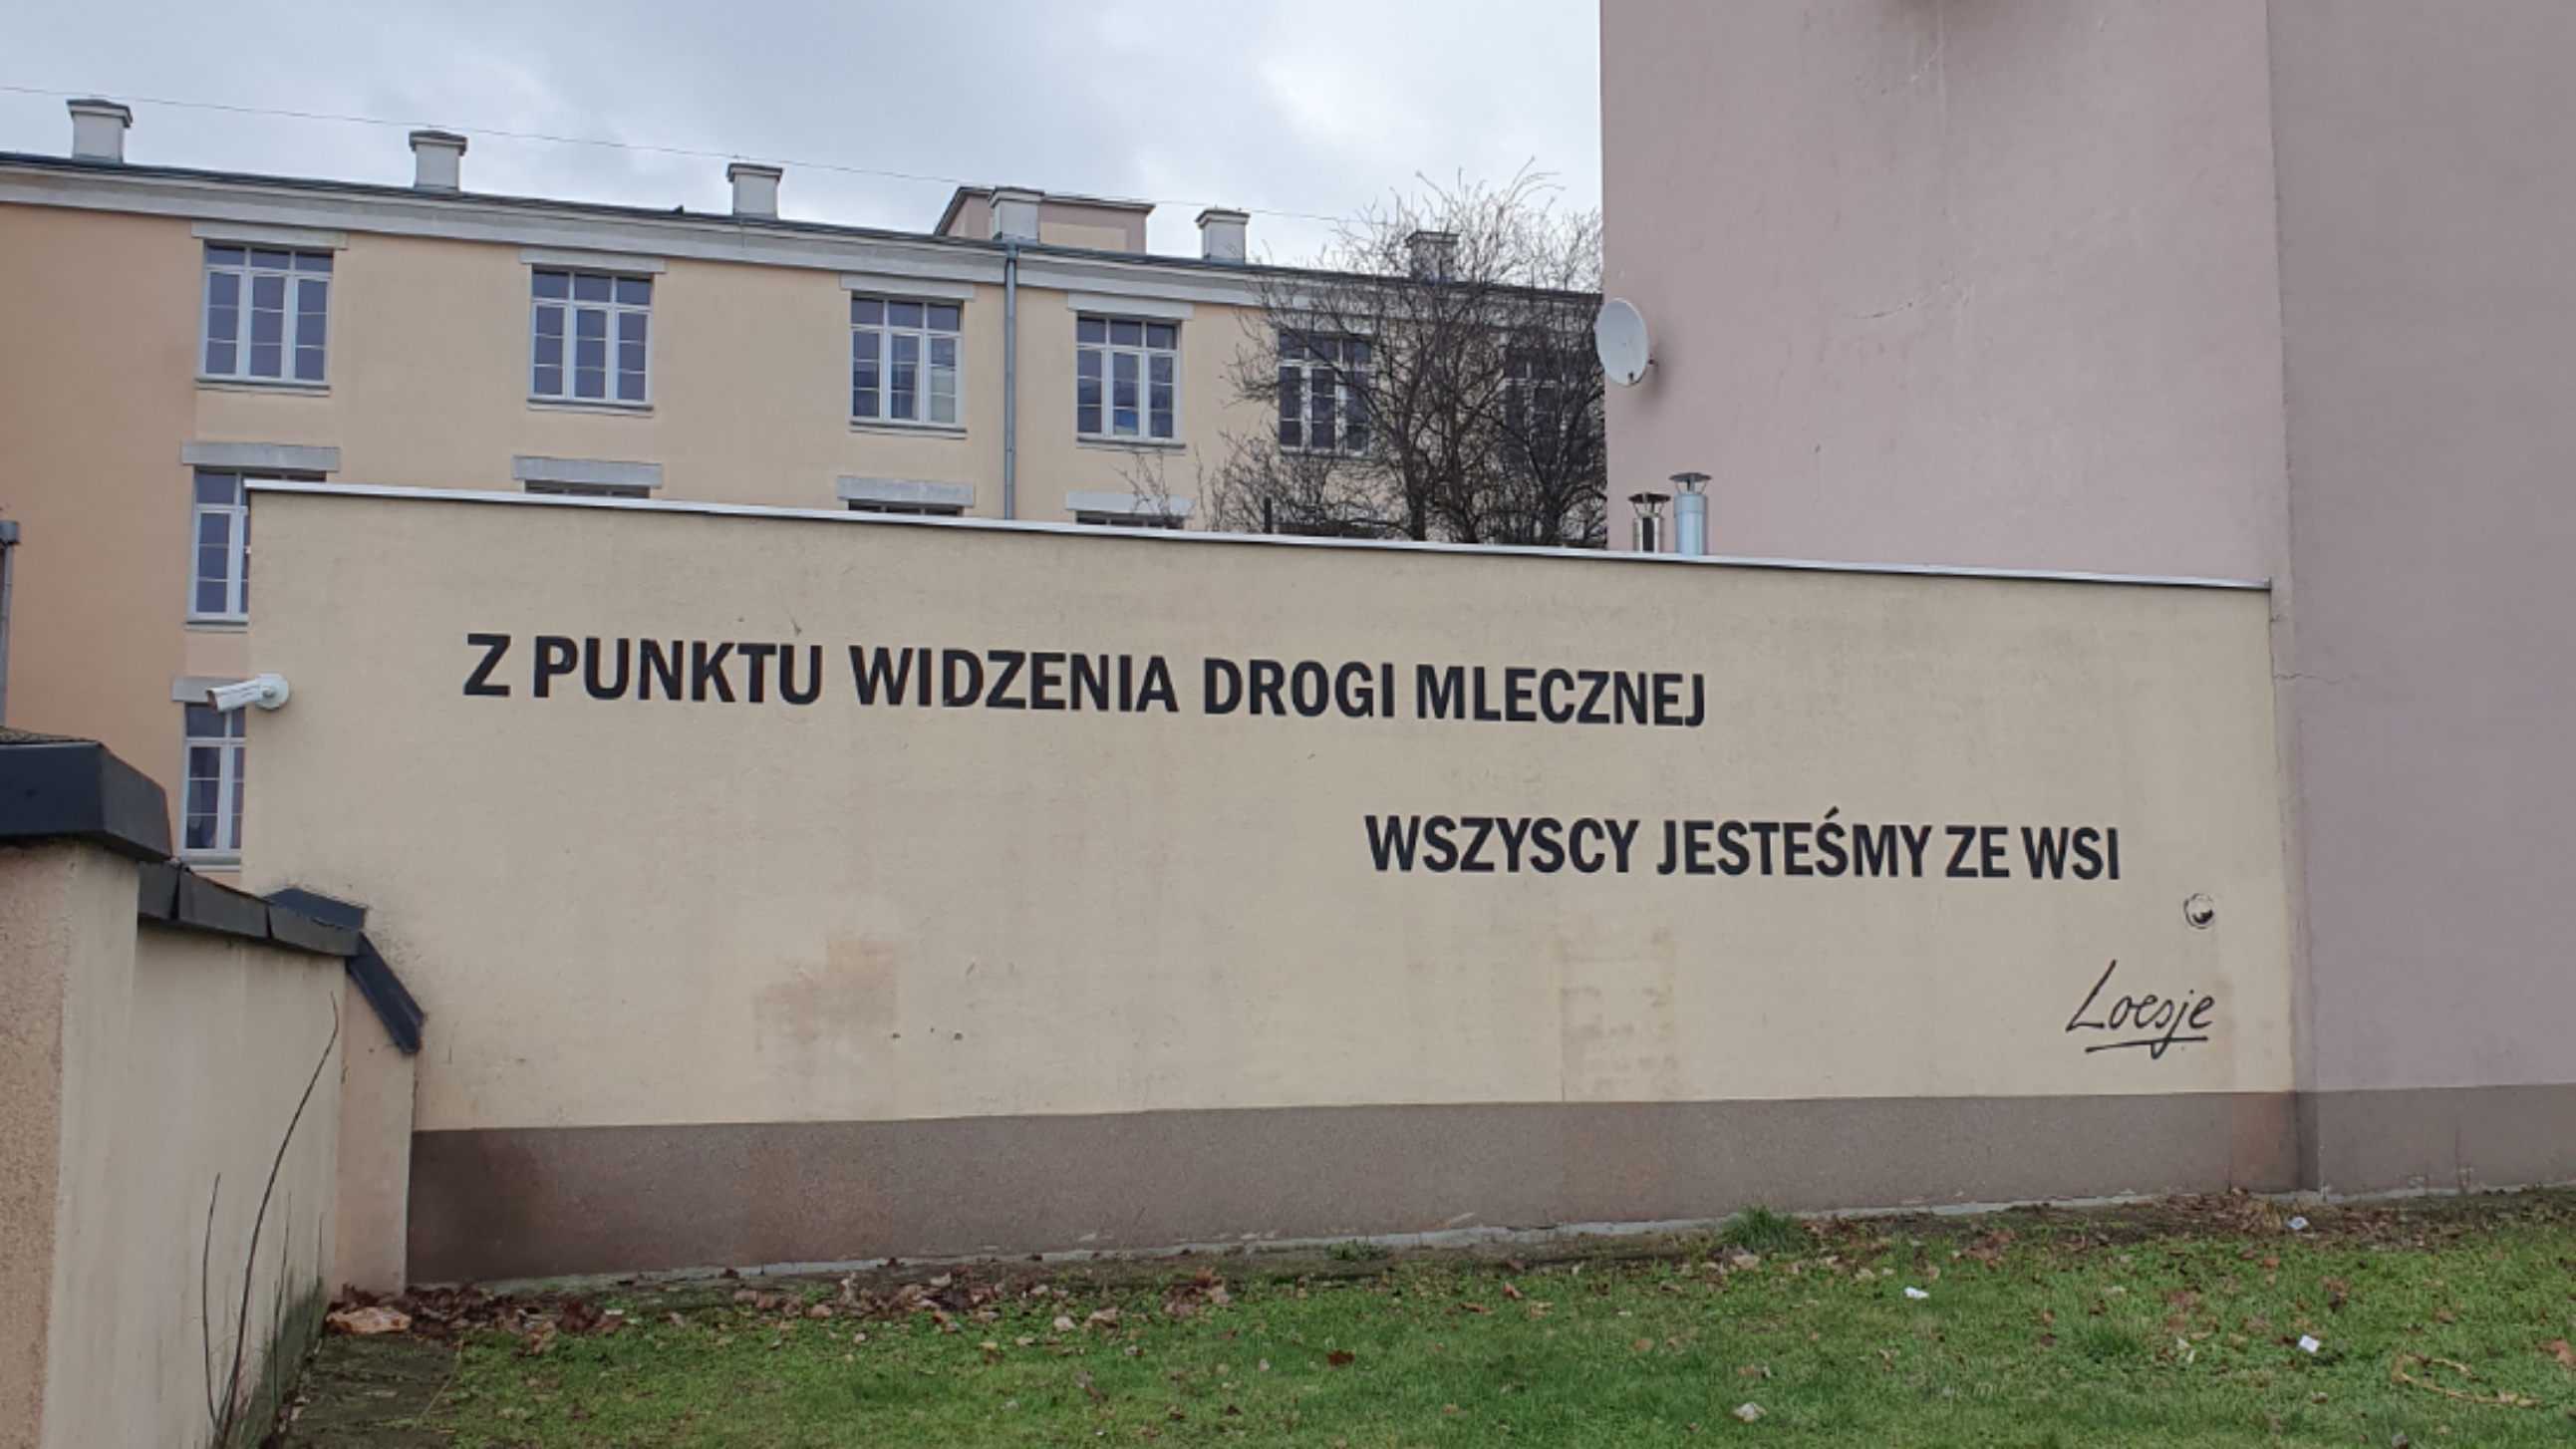 Z PUNKTU WIDZENIA DROGI MLECZNEJ
WSZYSCY JESTEŚMY ZE WSI
Loesje